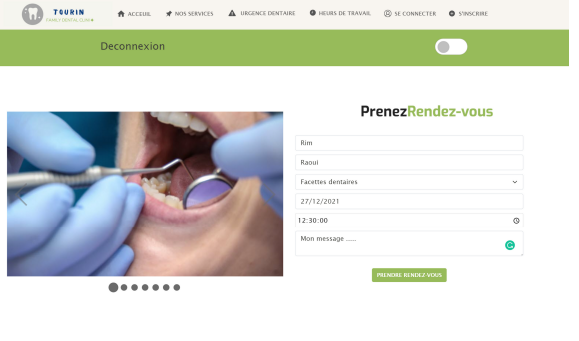 TOURIN
FAMILY DENTAL CLINIC
ACCEUIL
NOS SERVICES
URGENCE DENTAIRE
HEURS DE TRAVAIL
SE CONNECTER
S'INSCRIRE
Deconnexion
PrenezRendez-vous
Rim
Raoui
Facettes dentaires
27/12/2021
12:30:00
Mon message .....
PRENDRE RENDEZ-VOUS